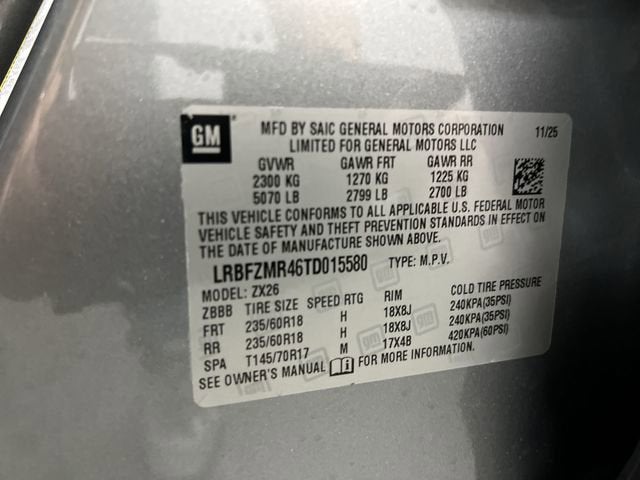 GM
MFD BY SAIC GENERAL MOTORS CORPORATION 11/25
LIMITED FOR GENERAL MOTORS LLC
GVWR GAWR FRT GAWR RR
2300 KG 1270 KG 1225 KG
5070 LB 2799 LB 2700 LB
THIS VEHICLE CONFORMS TO ALL APPLICABLE U.S. FEDERAL MOTOR
VEHICLE SAFETY AND THEFT PREVENTION STANDARDS IN EFFECT ON
THE DATE OF MANUFACTURE SHOWN ABOVE.
LRBFZMR46TD015580 TYPE: M.P.V.
MODEL: ZX26
ZBBB TIRE SIZE SPEED RTG RIM COLD TIRE PRESSURE
FRT 235/60R18 H 18X8J 240KPA(35PSI)
RR 235/60R18 H 18X8J 240KPA(35PSI)
SPA T145/70R17 M 17X4B 420KPA(60PSI)
SEE OWNER'S MANUAL FOR MORE INFORMATION.